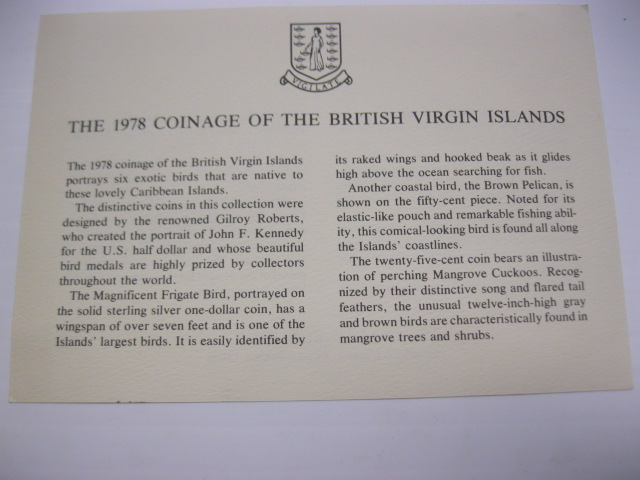 VIGILATE
THE 1978 COINAGE OF THE BRITISH VIRGIN ISLANDS
The 1978 coinage of the British Virgin Islands
portrays six exotic birds that are native to
these lovely Caribbean Islands.
The distinctive coins in this collection were
designed by the renowned Gilroy Roberts,
who created the portrait of John F. Kennedy
for the U.S. half dollar and whose beautiful
bird medals are highly prized by collectors
throughout the world.
The Magnificent Frigate Bird, portrayed on
the solid sterling silver one-dollar coin, has a
wingspan of over seven feet and is one of the
Islands' largest birds. It is easily identified by
its raked wings and hooked beak as it glides
high above the ocean searching for fish.
Another coastal bird, the Brown Pelican, is
shown on the fifty-cent piece. Noted for its
elastic-like pouch and remarkable fishing abil-
ity, this comical-looking bird is found all along
the Islands' coastlines.
The twenty-five-cent coin bears an illustra-
tion of perching Mangrove Cuckoos. Recog-
nized by their distinctive song and flared tail
feathers, the unusual twelve-inch-high gray
and brown birds are characteristically found in
mangrove trees and shrubs.